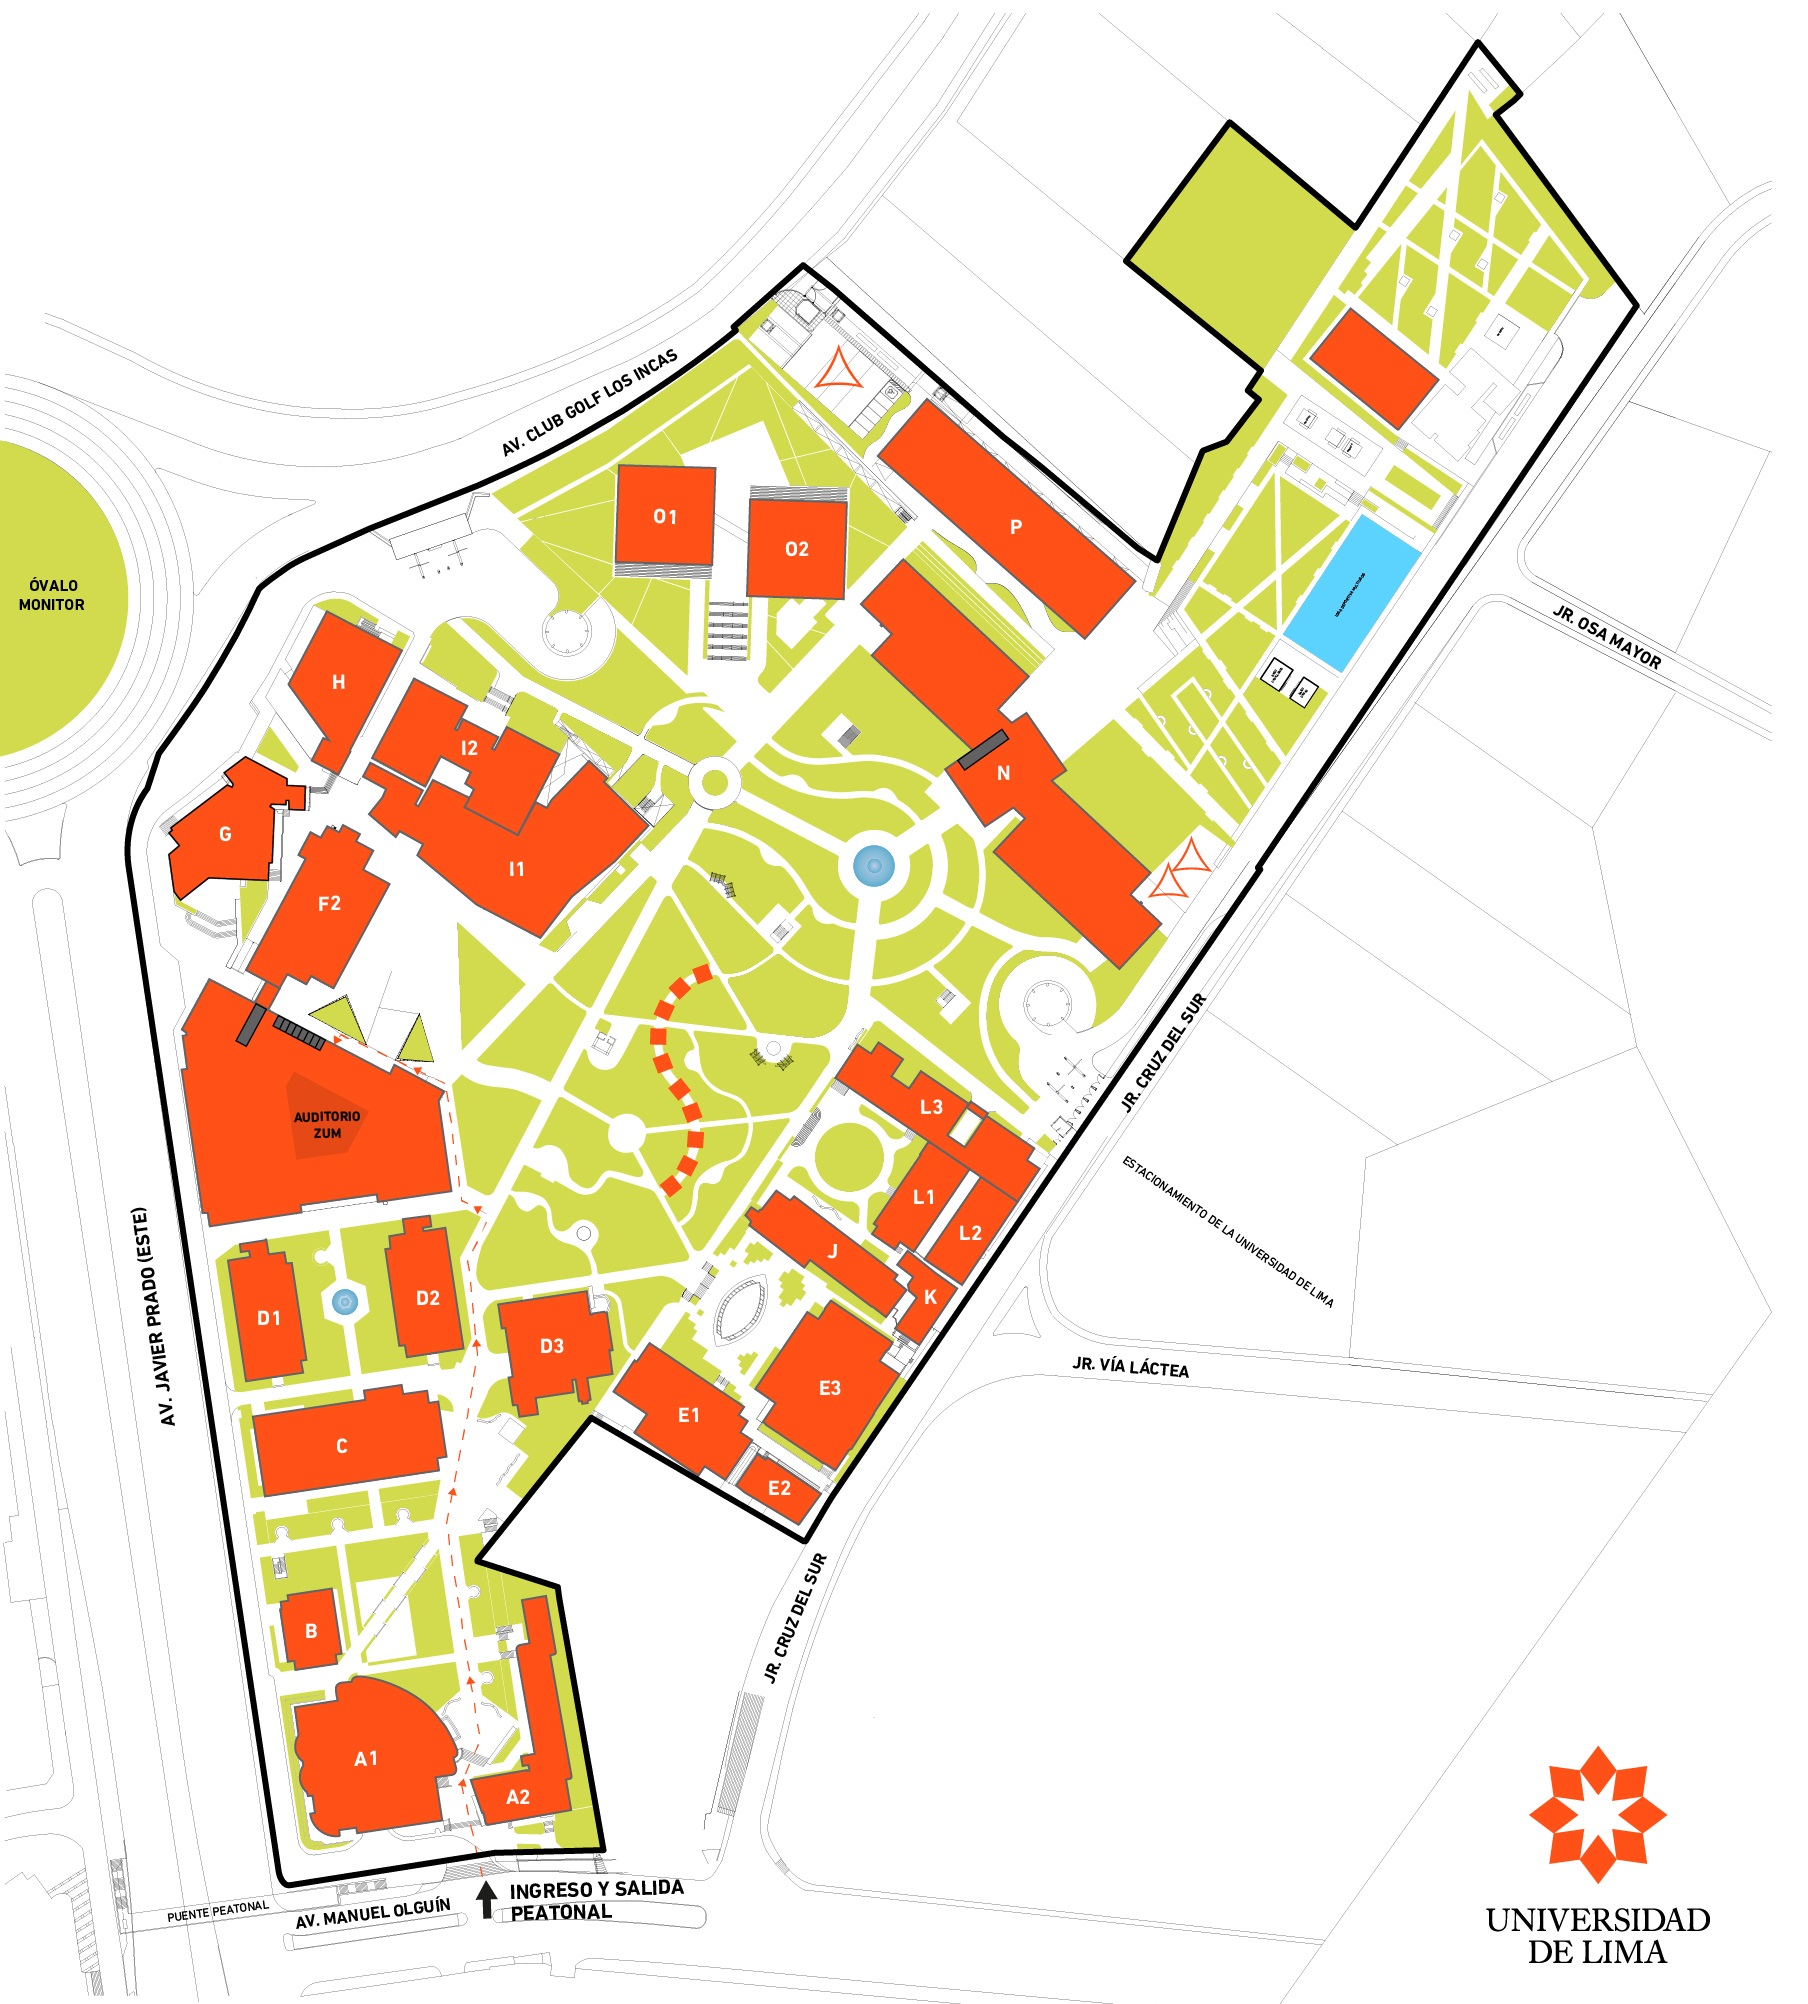 AV. CLUB GOLF LOS INCAS
O1
O2
P
ÓVALO
MONITOR
JR. OSA MAYOR
H
I2
N
G
I1
F2
JR. CRUZ DEL SUR
L3
AUDITORIO
ZUM
L1
L2
ESTACIONAMIENTO DE LA UNIVERSIDAD DE LIMA
J
K
AV. JAVIER PRADO (ESTE)
D1
D2
D3
JR. VÍA LÁCTEA
E3
E1
E2
C
B
JR. CRUZ DEL SUR
A1
A2
INGRESO Y SALIDA
PEATONAL
PUENTE PEATONAL
AV. MANUEL OLGUÍN
UNIVERSIDAD
DE LIMA